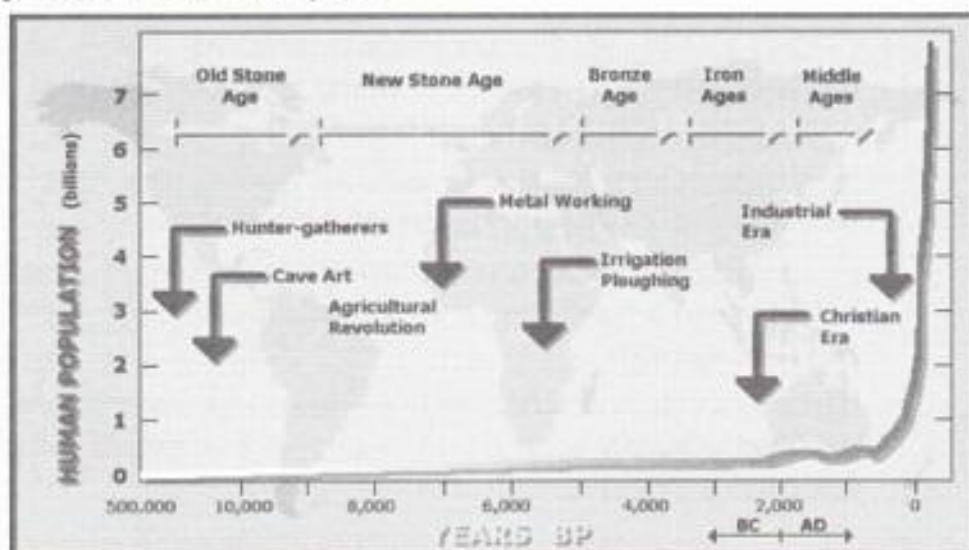 Old Stone
Age
New Stone Age
Bronze
Age
Iron
Ages
Middle
Ages
HUMAN POPULATION (billions)
7
6
5
4
3
2
1
0
Hunter-gatherers
Cave Art
Agricultural
Revolution
Metal Working
Irrigation
Ploughing
Industrial
Era
Christian
Era
500,000 10,000 8,000 6,000 4,000 2,000 0
YEARS BP
BC AD